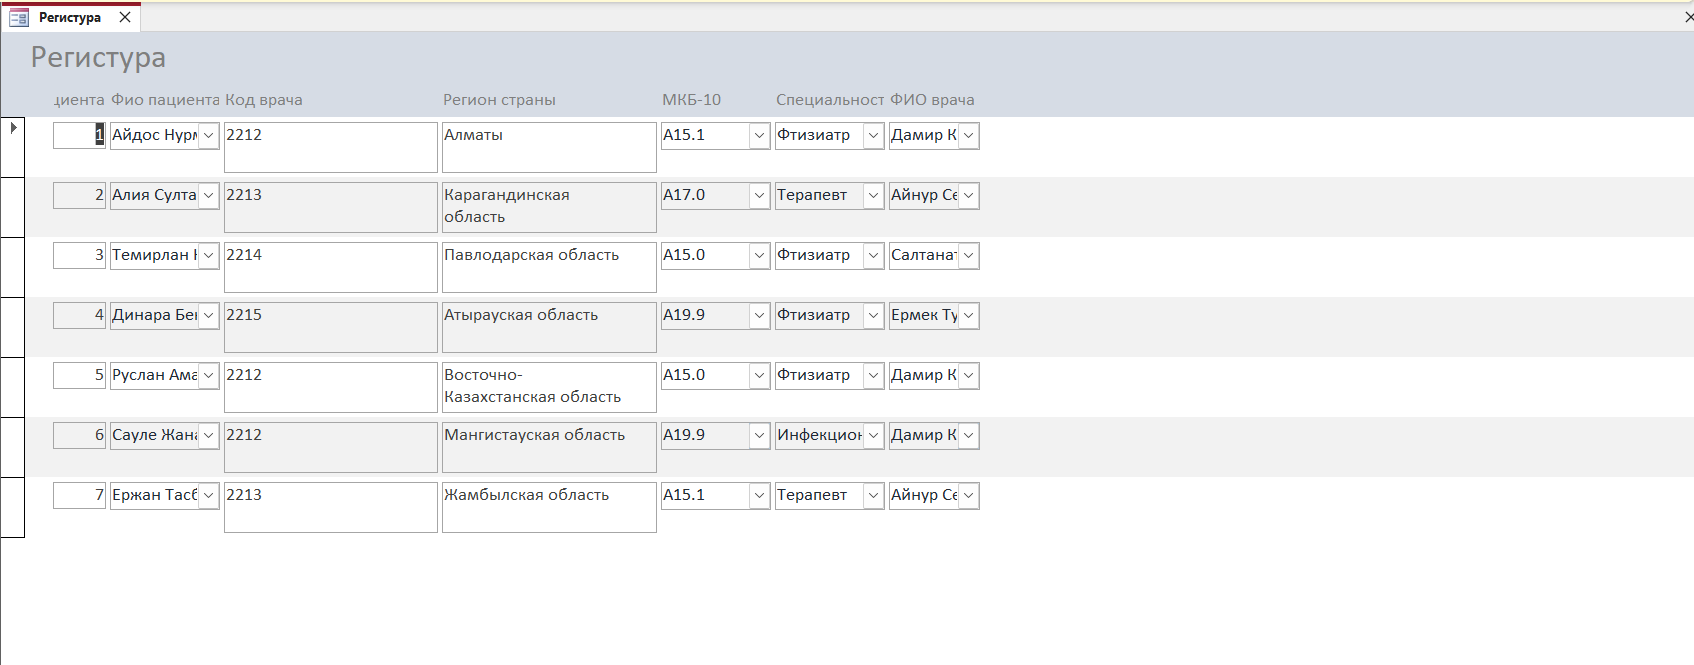 Регистура
Регистура
циента Фио пациента Код врача Регион страны МКБ-10 Специальност ФИО врача
1 Айдос Нурм 2212 Алматы A15.1 Фтизиатр Дамир К
2 Алия Султа 2213 Карагандинская область A17.0 Терапевт Айнур Се
3 Темирлан 2214 Павлодарская область A15.0 Фтизиатр Салтанат
4 Динара Бек 2215 Атырауская область A19.9 Фтизиатр Ермек Ту
5 Руслан Ама 2212 Восточно-Казахстанская область A15.0 Фтизиатр Дамир К
6 Сауле Жана 2212 Мангистауская область A19.9 Инфекцион Дамир К
7 Ержан Тасб 2213 Жамбылская область A15.1 Терапевт Айнур Се